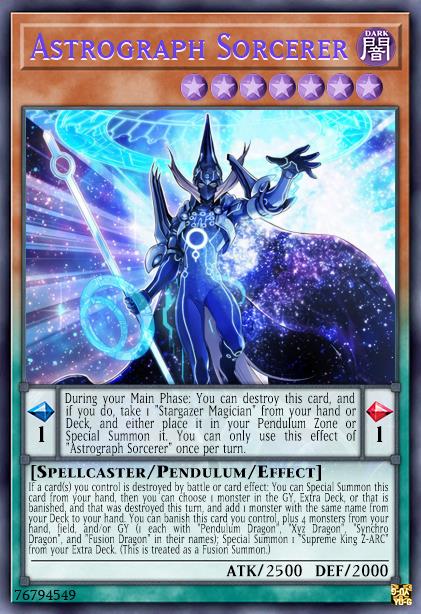 Astrograph Sorcerer
DARK
闇
During your Main Phase: You can destroy this card, and
if you do, take 1 "Stargazer Magician" from your hand or
Deck, and either place it in your Pendulum Zone or
Special Summon it. You can only use this effect of
"Astrograph Sorcerer" once per turn.
1
1
[Spellcaster/Pendulum/Effect]
If a card(s) you control is destroyed by battle or card effect: You can Special Summon
this card from your hand, then you can choose 1 monster in the GY, Extra Deck, or that is
banished, and that was destroyed this turn, and add 1 monster with the same name from
your Deck to your hand. You can banish this card you control, plus 4 monsters from your
hand, field, and/or GY (1 each with "Pendulum Dragon", "Xyz Dragon", "Synchro
Dragon", and "Fusion Dragon" in their names); Special Summon 1 "Supreme King Z-ARC"
from your Extra Deck. (This is treated as a Fusion Summon.)
ATK/2500 DEF/2000
76794549